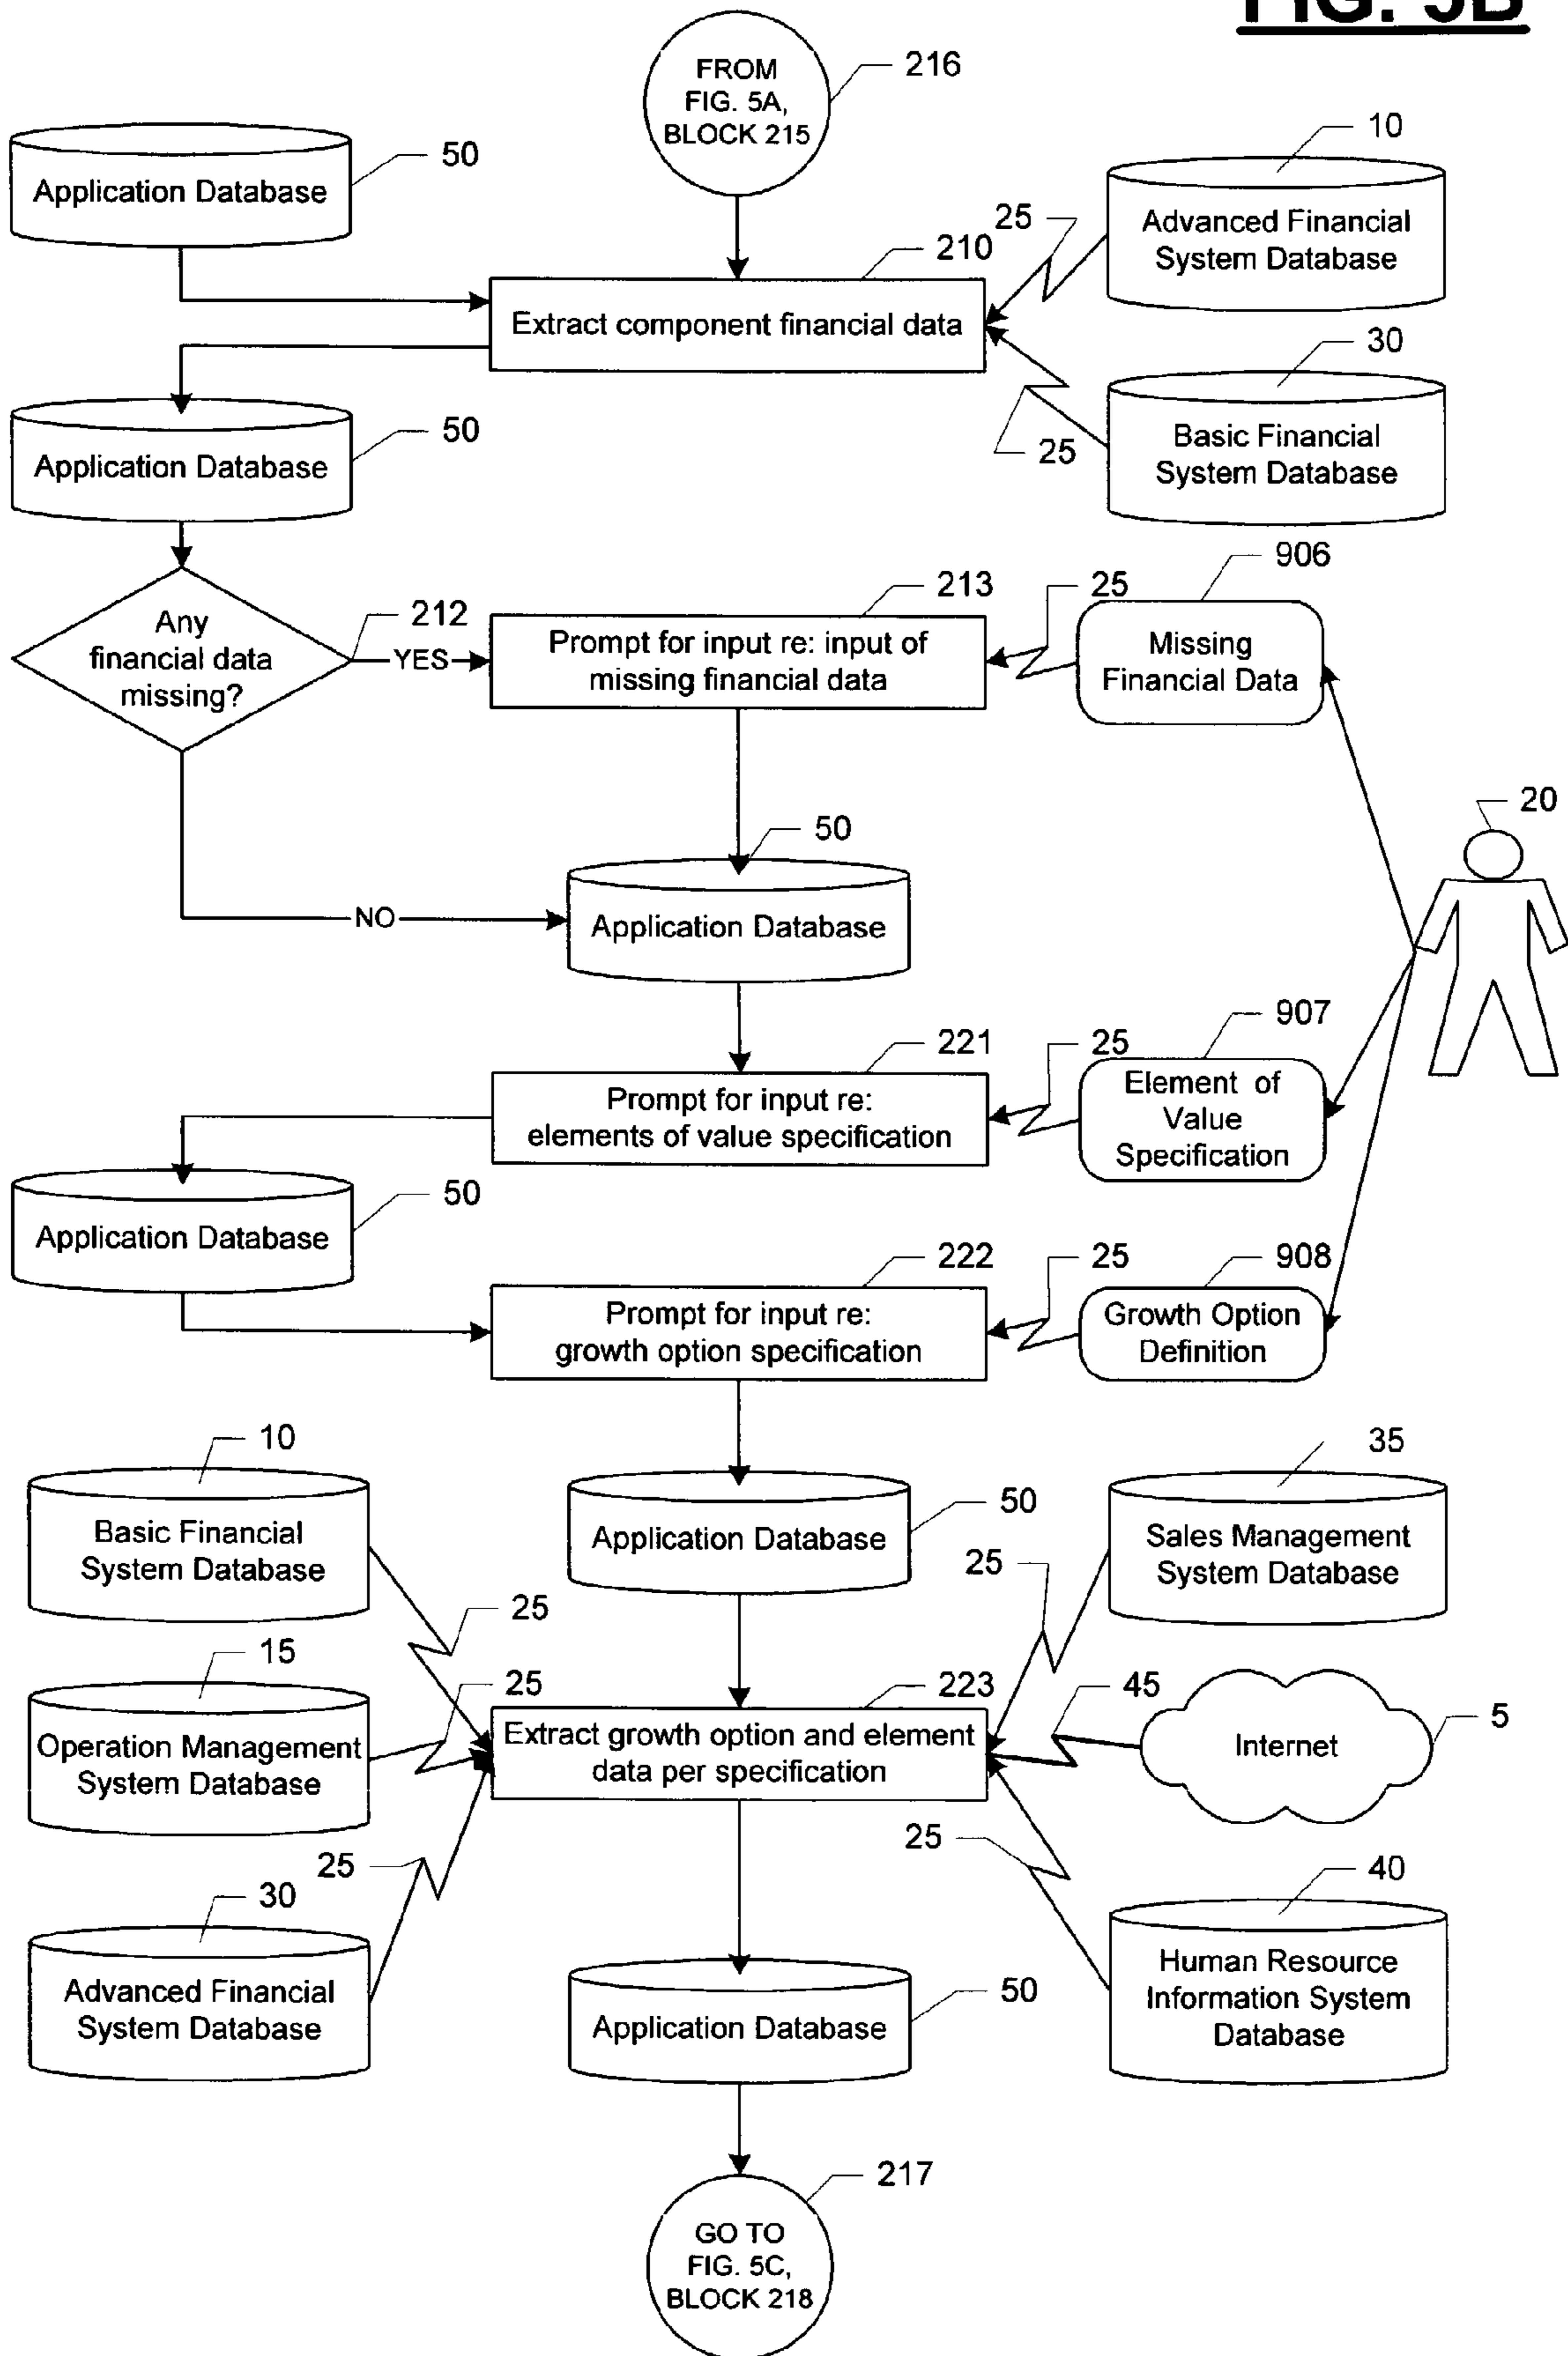 FIG. 5B
FROM
FIG. 5A,
BLOCK 215
216
Application Database
50
10
Advanced Financial
System Database
25
210
Extract component financial data
30
Basic Financial
System Database
25
Application Database
50
906
Any
financial data
missing?
212
YES
213
Prompt for input re: input of
missing financial data
25
Missing
Financial Data
20
50
NO
Application Database
907
221
25
Prompt for input re:
elements of value specification
Element of
Value
Specification
50
Application Database
222
25
908
Prompt for input re:
growth option specification
Growth Option
Definition
10
Basic Financial
System Database
25
50
Application Database
35
Sales Management
System Database
25
15
Operation Management
System Database
25
223
Extract growth option and element
data per specification
45
Internet
5
25
30
Advanced Financial
System Database
25
40
Human Resource
Information System
Database
50
Application Database
217
GO TO
FIG. 5C,
BLOCK 218